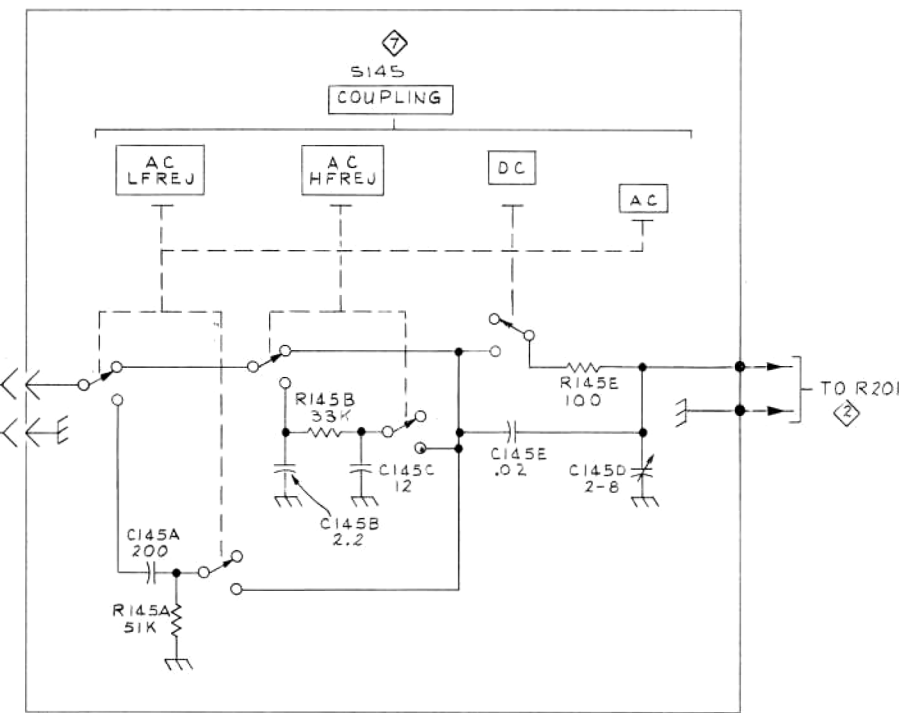 7
S145
COUPLING
AC
LFREJ
AC
HFREJ
DC
AC
R145E
100
TO R201
2
R145B
33K
C145C
12
C145E
.02
C145D
2-8
C145B
2.2
C145A
200
R145A
51K